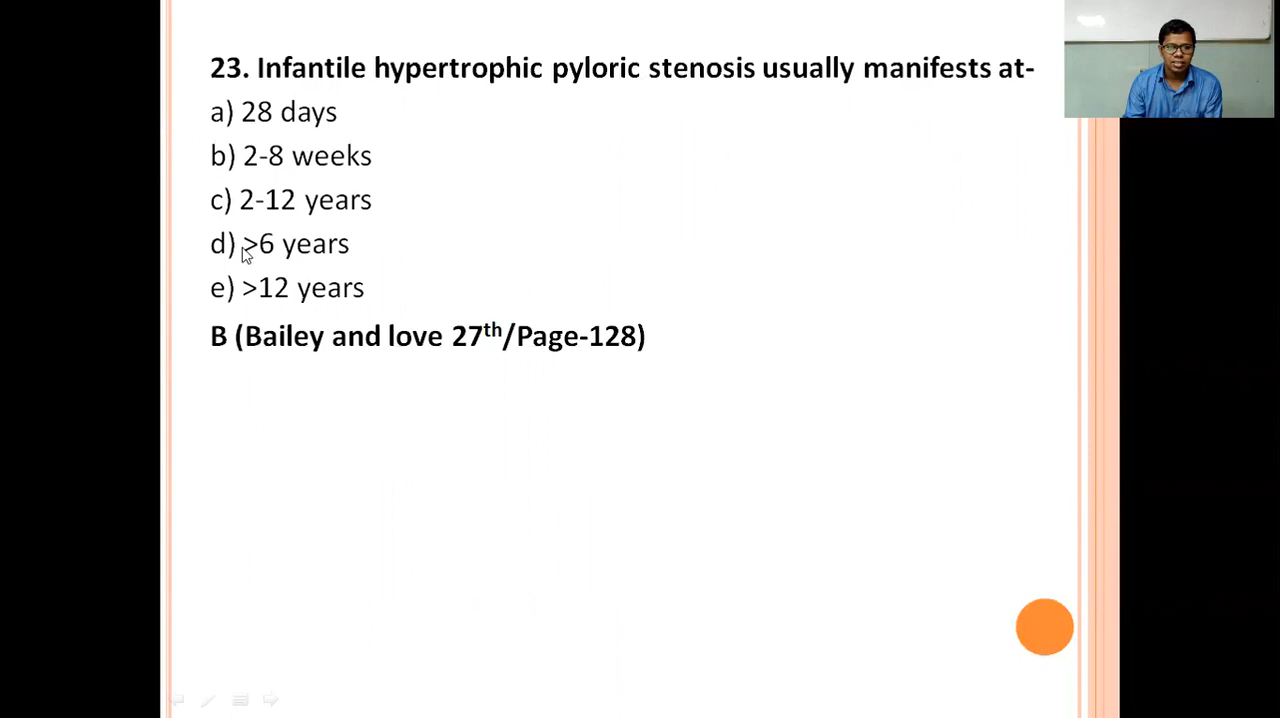 23. Infantile hypertrophic pyloric stenosis usually manifests at-
a) 28 days
b) 2-8 weeks
c) 2-12 years
d) >6 years
e) >12 years
B (Bailey and love 27th/Page-128)